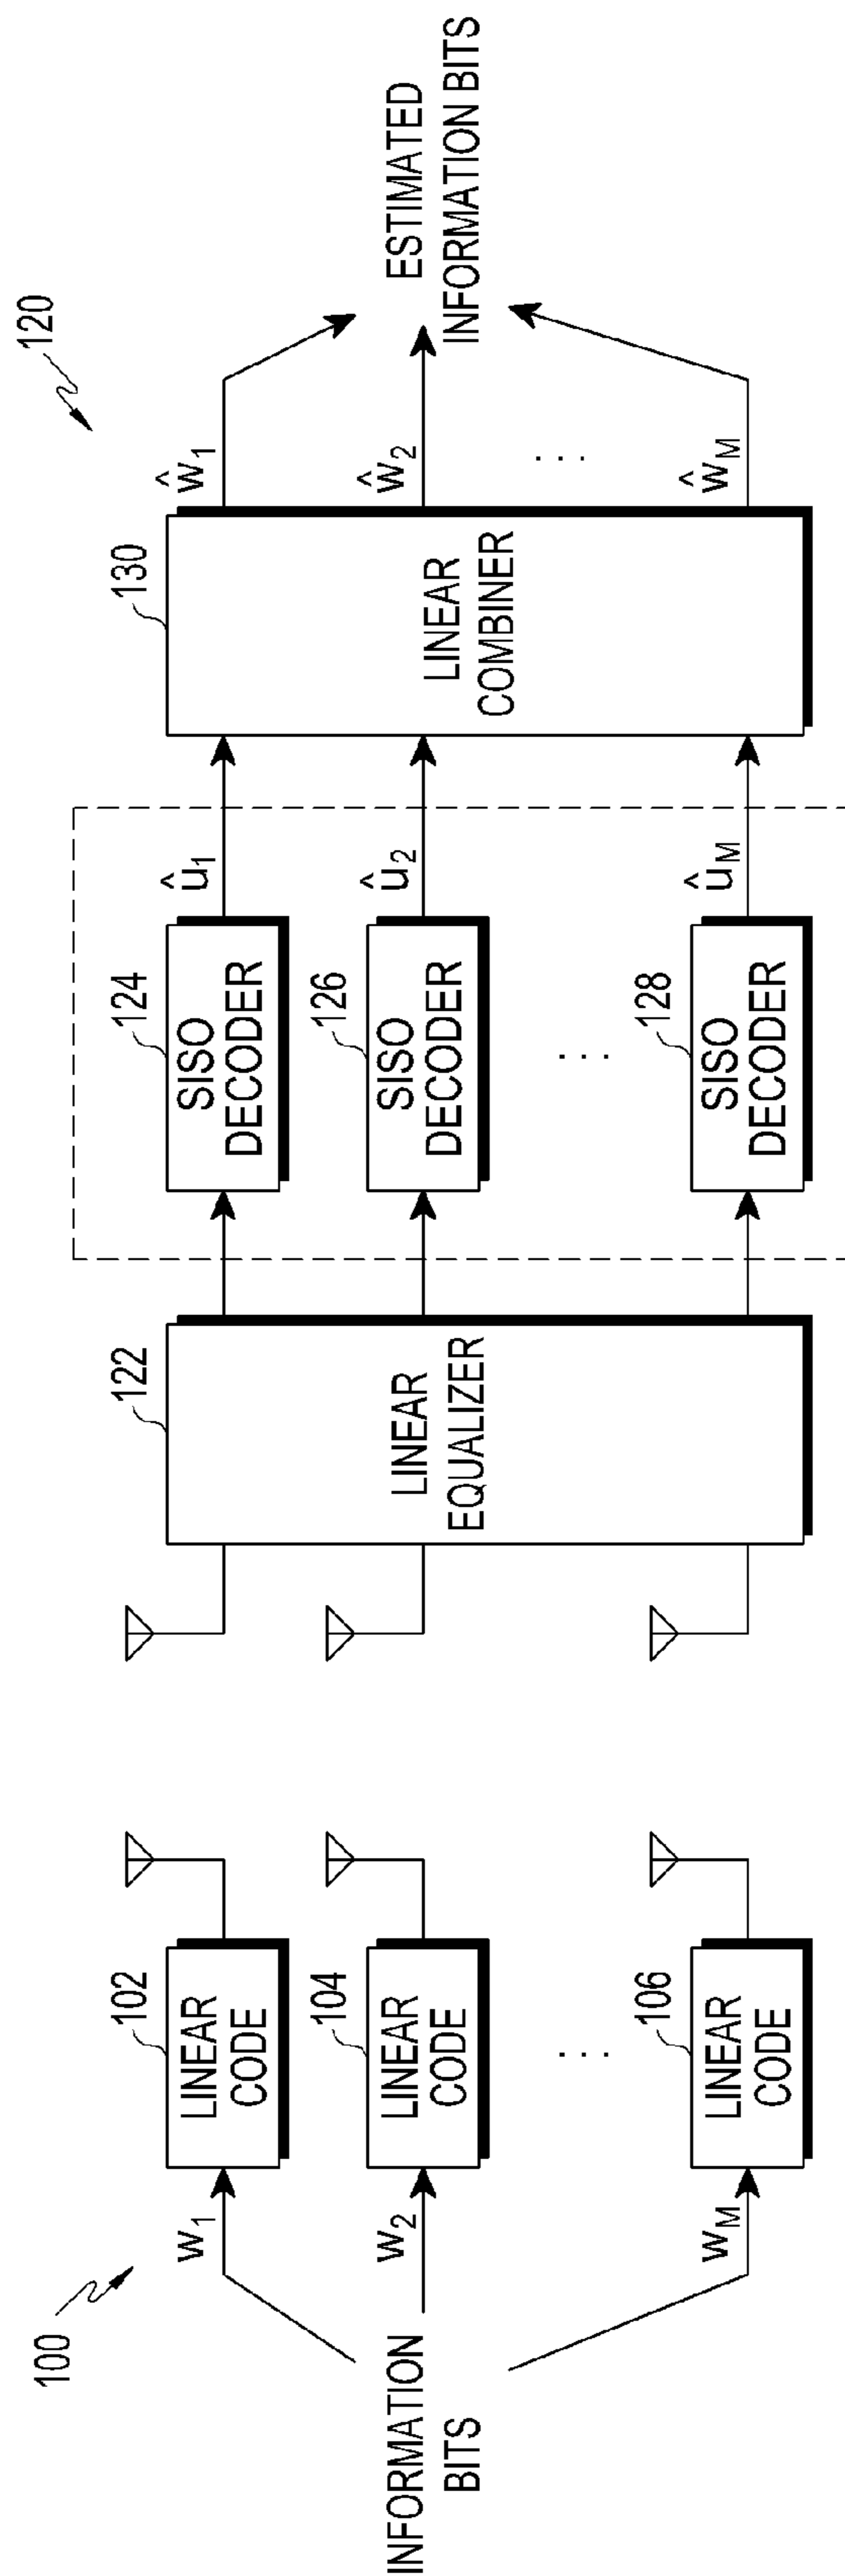 100
INFORMATION
BITS
w1
w2
wM
102
LINEAR
CODE
104
LINEAR
CODE
. . .
106
LINEAR
CODE
120
122
LINEAR
EQUALIZER
124
SISO
DECODER
126
SISO
DECODER
. . .
128
SISO
DECODER
û1
û2
ûM
130
LINEAR
COMBINER
ŵ1
ŵ2
. . .
ŵM
ESTIMATED
INFORMATION BITS